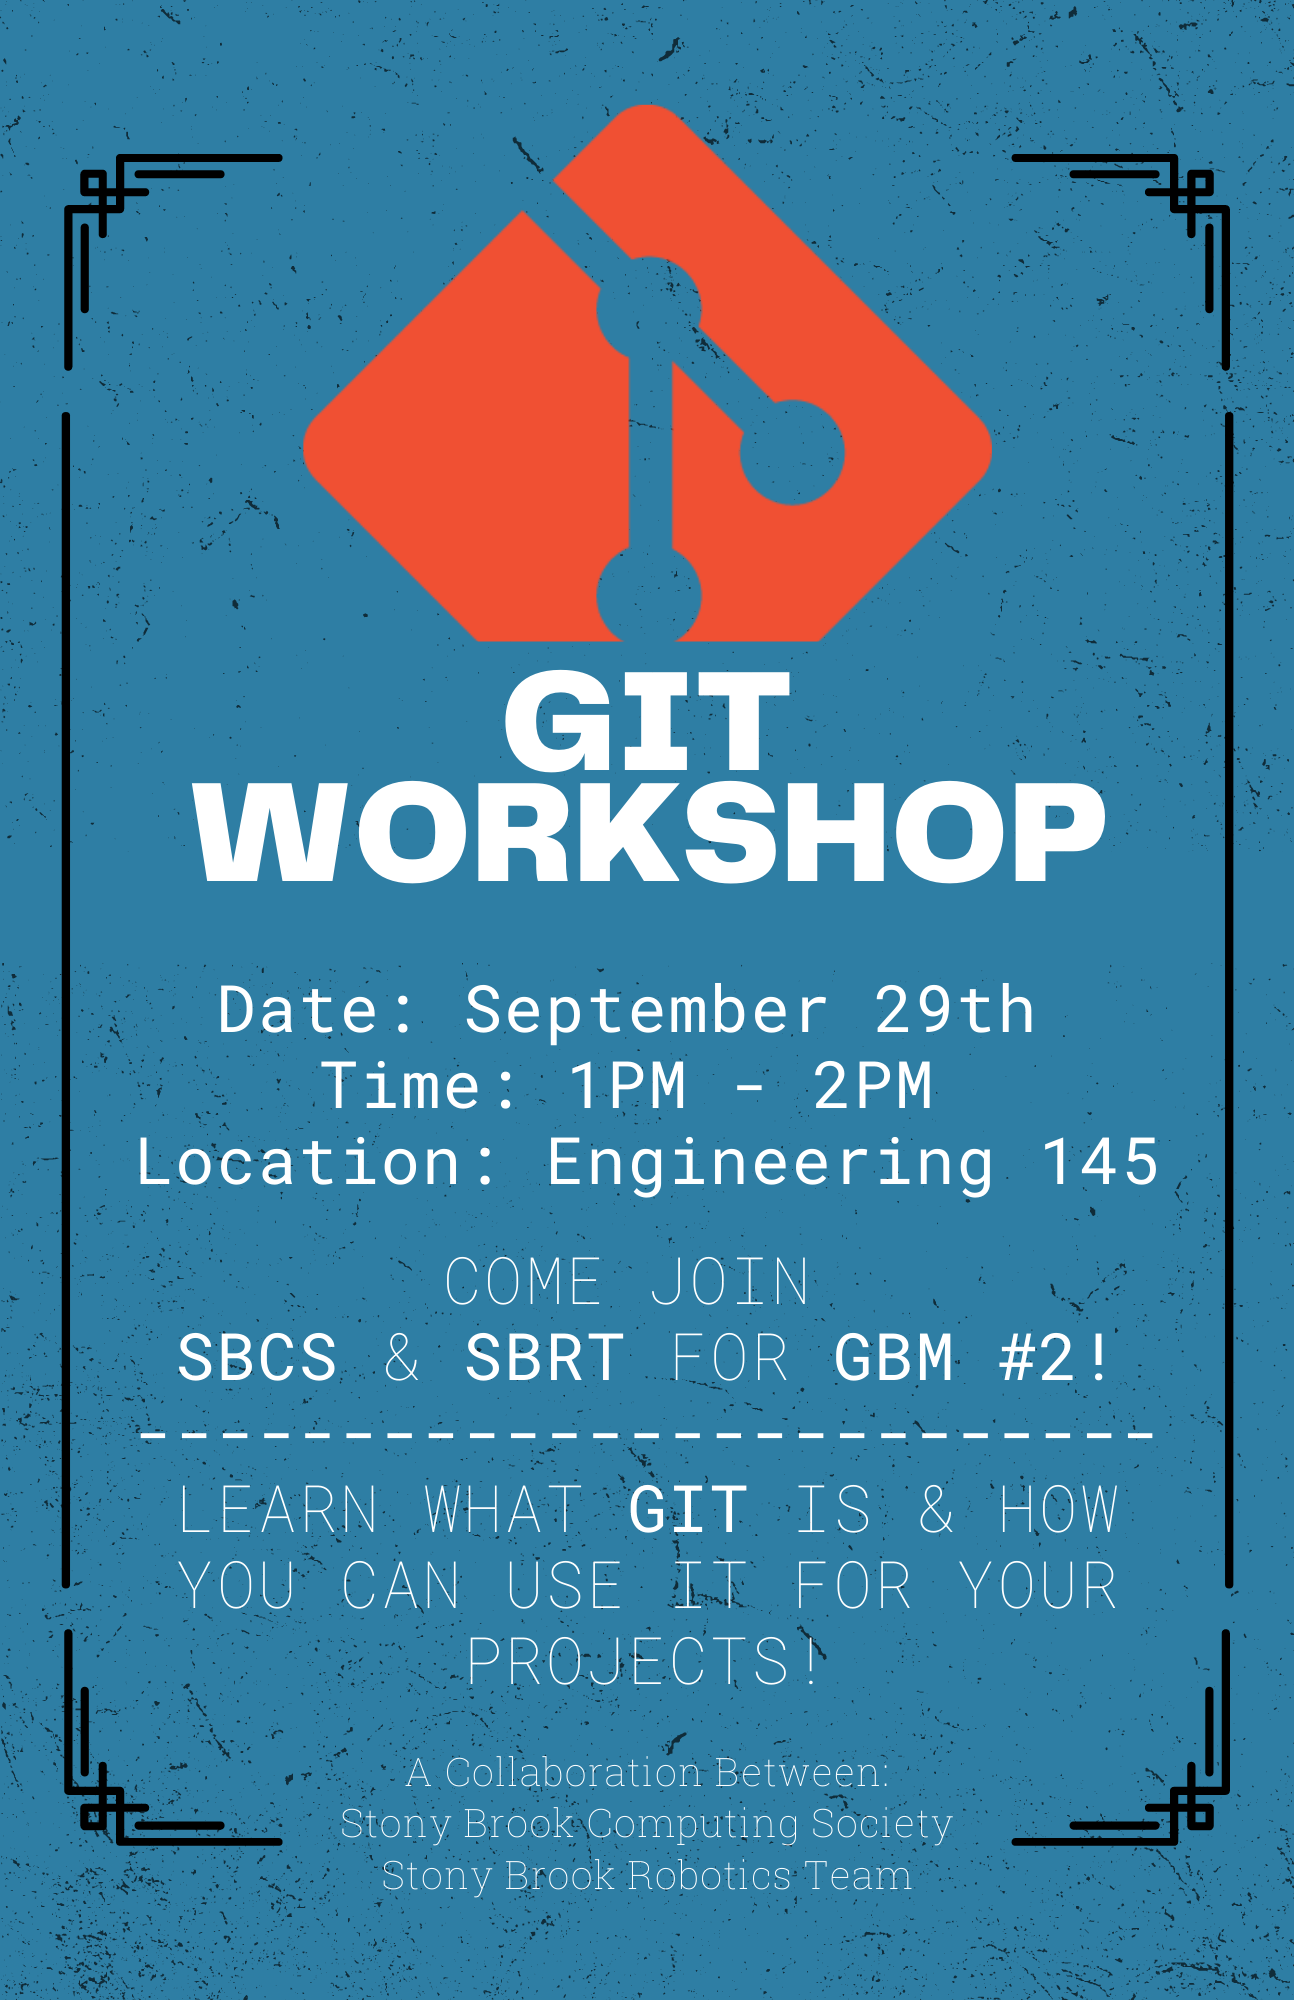 GIT
WORKSHOP
Date: September 29th
Time: 1PM - 2PM
Location: Engineering 145
COME JOIN
SBCS & SBRT FOR GBM #2!
-------------------------
LEARN WHAT GIT IS & HOW
YOU CAN USE IT FOR YOUR
PROJECTS!
A Collaboration Between:
Stony Brook Computing Society
Stony Brook Robotics Team